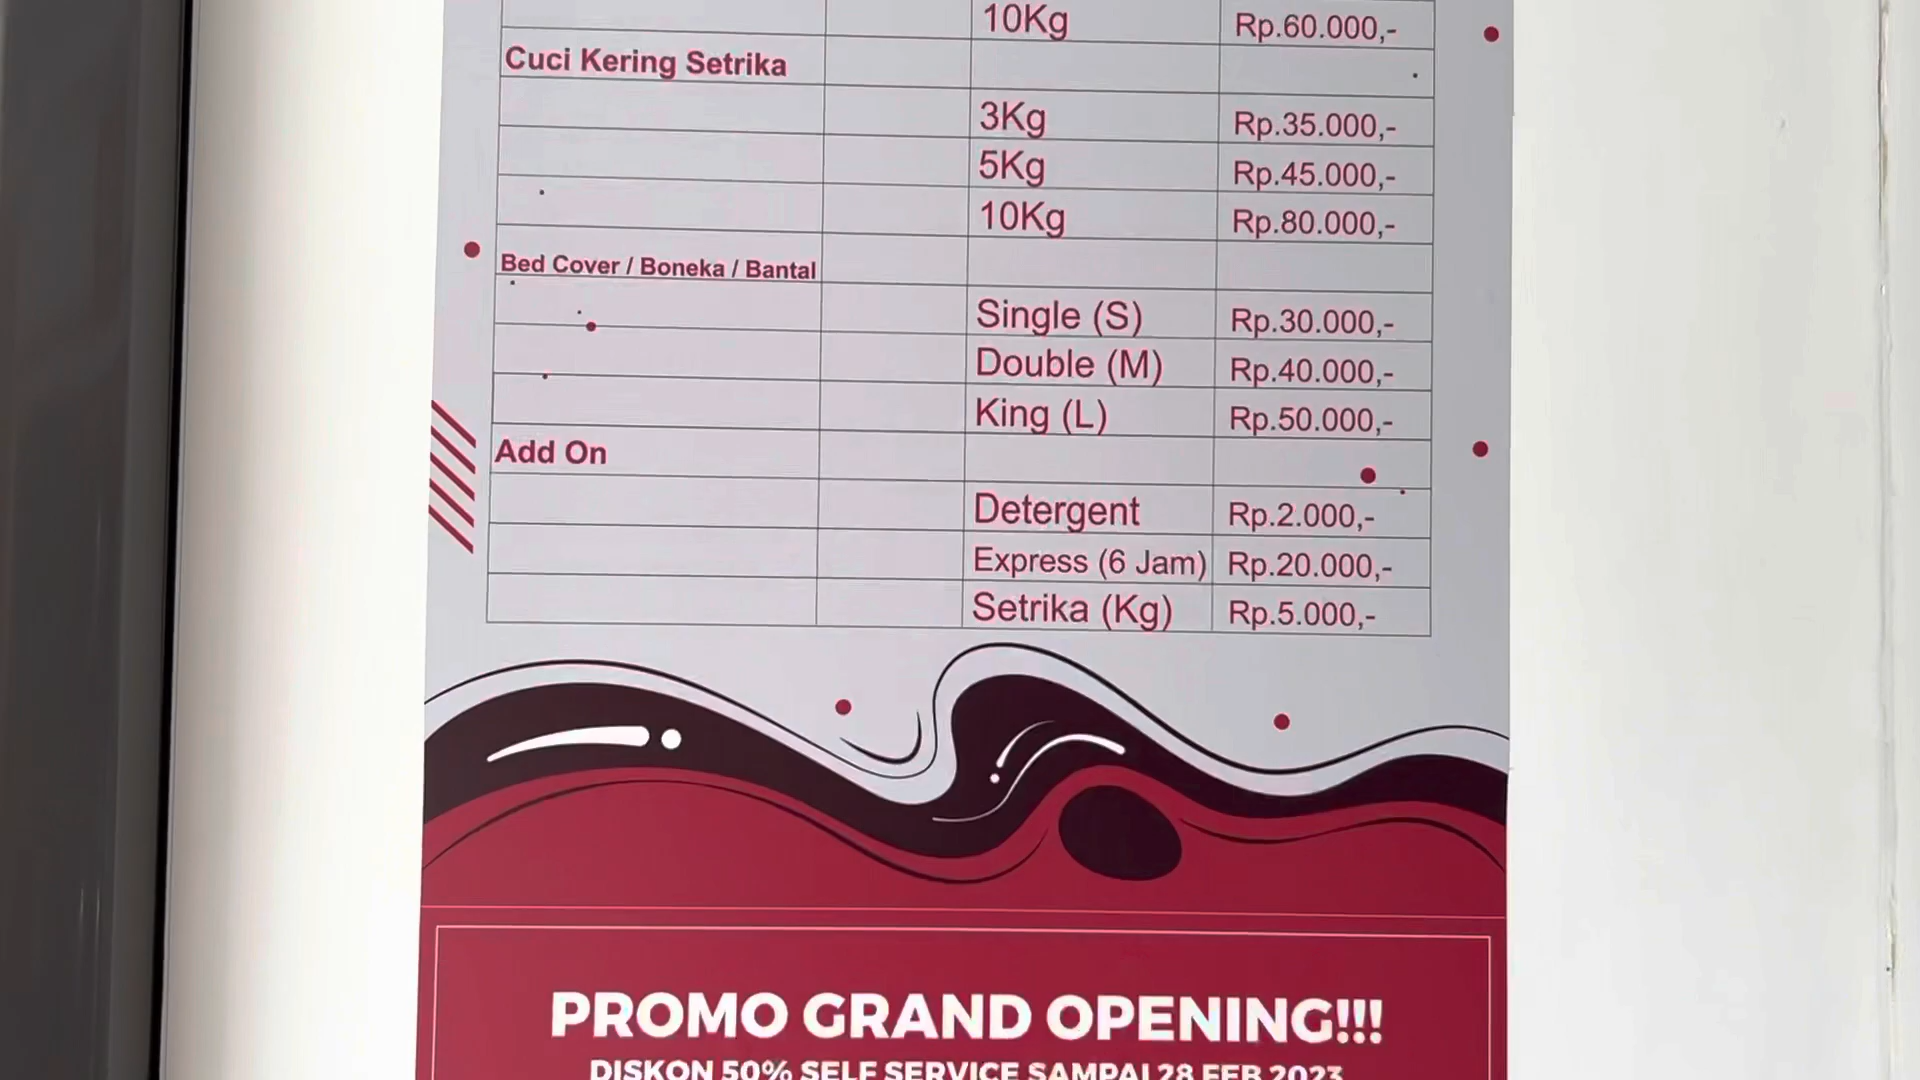 10Kg Rp.60.000,-
Cuci Kering Setrika
3Kg Rp.35.000,-
5Kg Rp.45.000,-
10Kg Rp.80.000,-
Bed Cover / Boneka / Bantal
Single (S) Rp.30.000,-
Double (M) Rp.40.000,-
King (L) Rp.50.000,-
Add On
Detergent Rp.2.000,-
Express (6 Jam) Rp.20.000,-
Setrika (Kg) Rp.5.000,-
PROMO GRAND OPENING!!!
DISKON 50% SELF SERVICE SAMPAI 28 FEB 2023